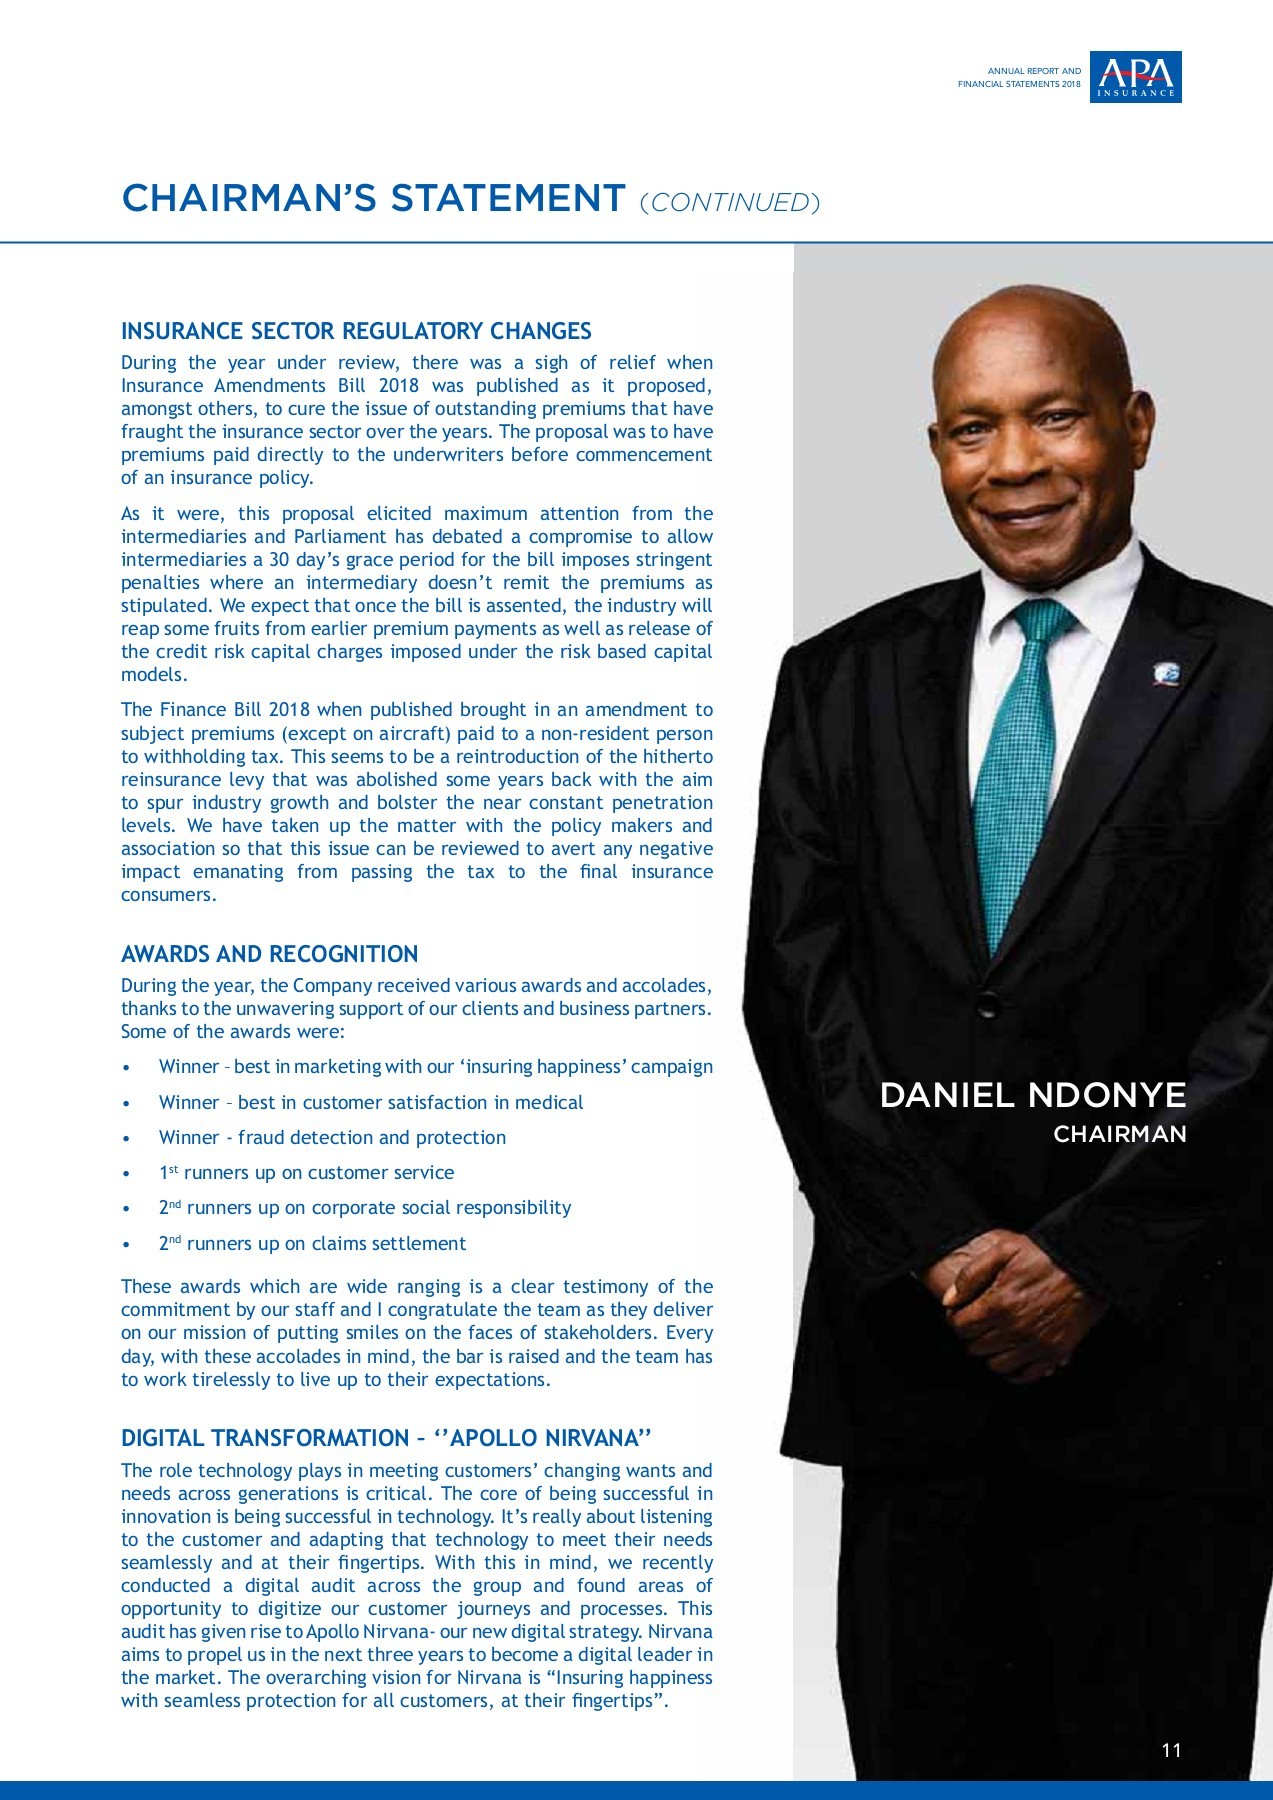 ANNUAL REPORT AND
FINANCIAL STATEMENTS 2018
APA
INSURANCE
CHAIRMAN’S STATEMENT (CONTINUED)
INSURANCE SECTOR REGULATORY CHANGES
During the year under review, there was a sigh of relief when
Insurance Amendments Bill 2018 was published as it proposed,
amongst others, to cure the issue of outstanding premiums that have
fraught the insurance sector over the years. The proposal was to have
premiums paid directly to the underwriters before commencement
of an insurance policy.
As it were, this proposal elicited maximum attention from the
intermediaries and Parliament has debated a compromise to allow
intermediaries a 30 day’s grace period for the bill imposes stringent
penalties where an intermediary doesn’t remit the premiums as
stipulated. We expect that once the bill is assented, the industry will
reap some fruits from earlier premium payments as well as release of
the credit risk capital charges imposed under the risk based capital
models.
The Finance Bill 2018 when published brought in an amendment to
subject premiums (except on aircraft) paid to a non-resident person
to withholding tax. This seems to be a reintroduction of the hitherto
reinsurance levy that was abolished some years back with the aim
to spur industry growth and bolster the near constant penetration
levels. We have taken up the matter with the policy makers and
association so that this issue can be reviewed to avert any negative
impact emanating from passing the tax to the final insurance
consumers.
AWARDS AND RECOGNITION
During the year, the Company received various awards and accolades,
thanks to the unwavering support of our clients and business partners.
Some of the awards were:
• Winner – best in marketing with our ‘insuring happiness’ campaign
• Winner – best in customer satisfaction in medical
• Winner - fraud detection and protection
• 1st runners up on customer service
• 2nd runners up on corporate social responsibility
• 2nd runners up on claims settlement
These awards which are wide ranging is a clear testimony of the
commitment by our staff and I congratulate the team as they deliver
on our mission of putting smiles on the faces of stakeholders. Every
day, with these accolades in mind, the bar is raised and the team has
to work tirelessly to live up to their expectations.
DIGITAL TRANSFORMATION – ‘’APOLLO NIRVANA’’
The role technology plays in meeting customers’ changing wants and
needs across generations is critical. The core of being successful in
innovation is being successful in technology. It’s really about listening
to the customer and adapting that technology to meet their needs
seamlessly and at their fingertips. With this in mind, we recently
conducted a digital audit across the group and found areas of
opportunity to digitize our customer journeys and processes. This
audit has given rise to Apollo Nirvana- our new digital strategy. Nirvana
aims to propel us in the next three years to become a digital leader in
the market. The overarching vision for Nirvana is “Insuring happiness
with seamless protection for all customers, at their fingertips”.
DANIEL NDONYE
CHAIRMAN
11